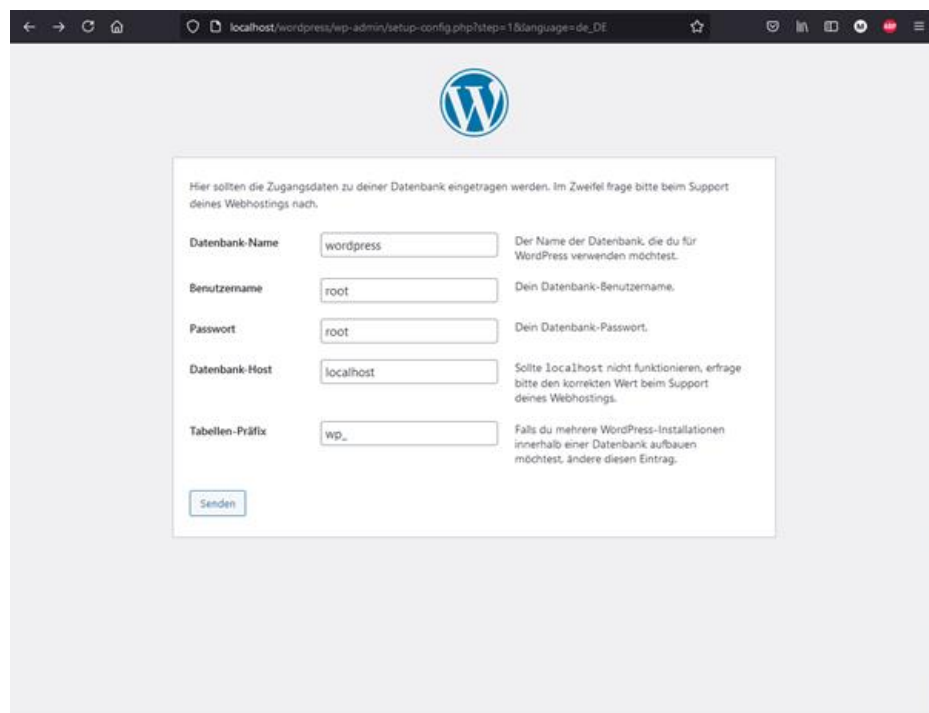 localhost/wordpress/wp-admin/setup-config.php?step=1&language=de_DE
Hier sollten die Zugangsdaten zu deiner Datenbank eingetragen werden. Im Zweifel frage bitte beim Support
deines Webhostings nach.
Datenbank-Name
wordpress
Der Name der Datenbank, die du für
WordPress verwenden möchtest.
Benutzername
root
Dein Datenbank-Benutzername.
Passwort
root
Dein Datenbank-Passwort.
Datenbank-Host
localhost
Sollte localhost nicht funktionieren, erfrage
bitte den korrekten Wert beim Support
deines Webhostings.
Tabellen-Präfix
wp_
Falls du mehrere WordPress-Installationen
innerhalb einer Datenbank aufbauen
möchtest, ändere diesen Eintrag.
Senden